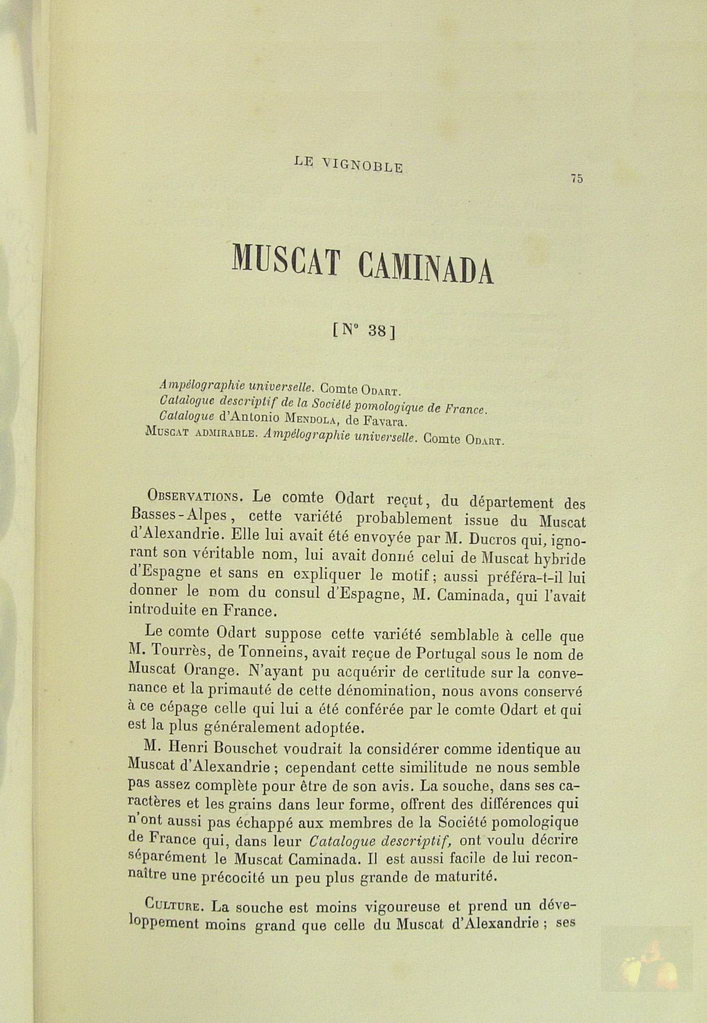 LE VIGNOBLE
75
MUSCAT CAMINADA
[N° 38]
Ampélographie universelle. Comte ODART.
Catalogue descriptif de la Société pomologique de France.
Catalogue d'Antonio MENDOLA, de Favara.
MUSCAT ADMIRABLE. Ampélographie universelle. Comte ODART.
OBSERVATIONS. Le comte Odart reçut, du département des
Basses-Alpes, cette variété probablement issue du Muscat
d'Alexandrie. Elle lui avait été envoyée par M. Ducros qui, igno-
rant son véritable nom, lui avait donné celui de Muscat hybride
d'Espagne et sans en expliquer le motif; aussi préféra-t-il lui
donner le nom du consul d'Espagne, M. Caminada, qui l'avait
introduite en France.
Le comte Odart suppose cette variété semblable à celle que
M. Tourrès, de Tonneins, avait reçue de Portugal sous le nom de
Muscat Orange. N'ayant pu acquérir de certitude sur la conve-
nance et la primauté de cette dénomination, nous avons conservé
à ce cépage celle qui lui a été conférée par le comte Odart et qui
est la plus généralement adoptée.
M. Henri Bouschet voudrait la considérer comme identique au
Muscat d'Alexandrie; cependant cette similitude ne nous semble
pas assez complète pour être de son avis. La souche, dans ses ca-
ractères et les grains dans leur forme, offrent des différences qui
n'ont aussi pas échappé aux membres de la Société pomologique
de France qui, dans leur Catalogue descriptif, ont voulu décrire
séparément le Muscat Caminada. Il est aussi facile de lui recon-
naître une précocité un peu plus grande de maturité.
CULTURE. La souche est moins vigoureuse et prend un déve-
loppement moins grand que celle du Muscat d'Alexandrie; ses